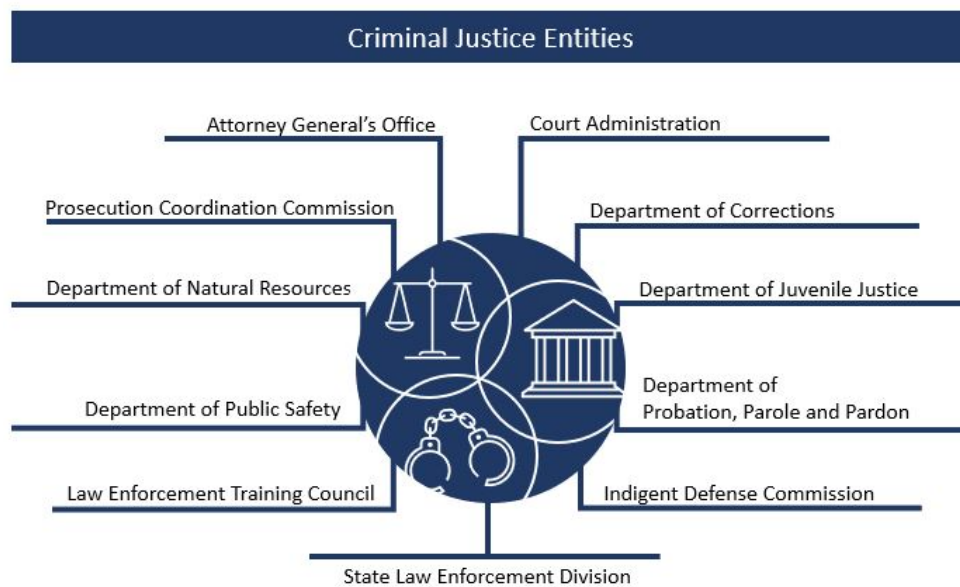 Criminal Justice Entities
Attorney General's Office
Court Administration
Prosecution Coordination Commission
Department of Corrections
Department of Natural Resources
Department of Juvenile Justice
Department of Public Safety
Department of
Probation, Parole and Pardon
Law Enforcement Training Council
Indigent Defense Commission
State Law Enforcement Division